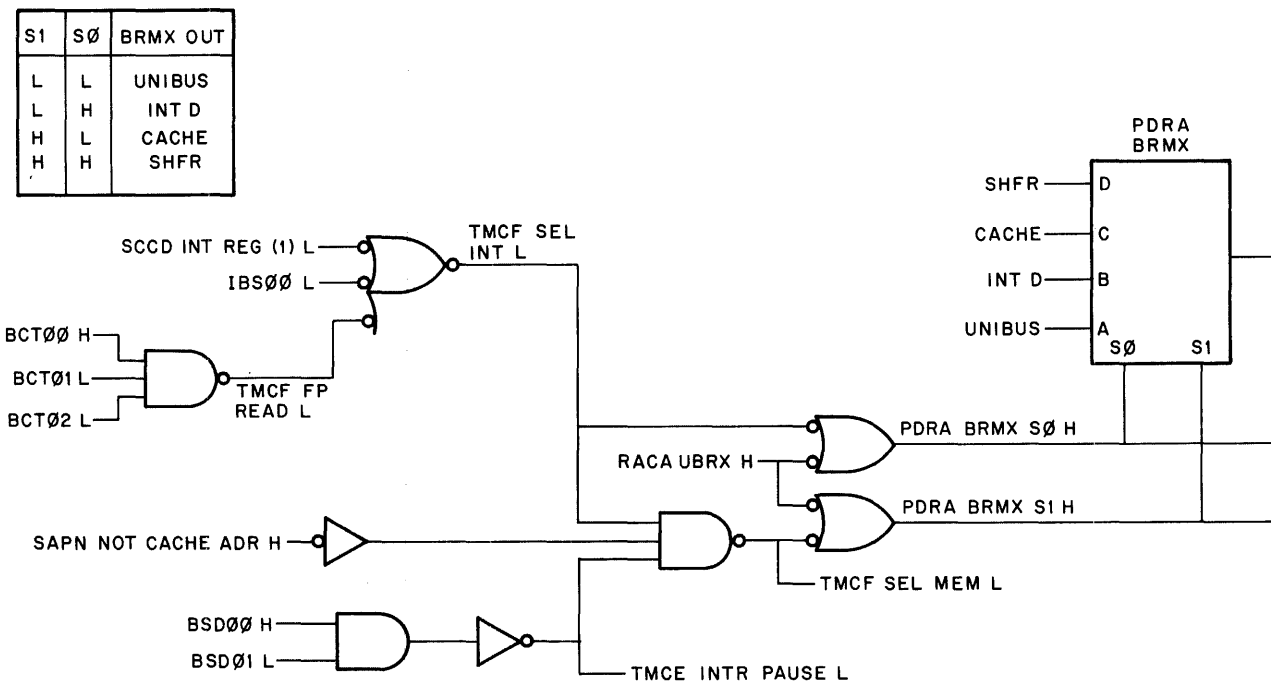 S1 SØ BRMX OUT
L L UNIBUS
L H INT D
H L CACHE
H H SHFR
PDRA
BRMX
SHFR D
CACHE C
INT D B
UNIBUS A
SØ S1
SCCD INT REG (1) L
IBSØØ L
TMCF SEL
INT L
BCTØØ H
BCTØ1 L
BCTØ2 L
TMCF FP
READ L
RACA UBRX H
PDRA BRMX SØ H
PDRA BRMX S1 H
SAPN NOT CACHE ADR H
TMCF SEL MEM L
BSDØØ H
BSDØ1 L
TMCE INTR PAUSE L